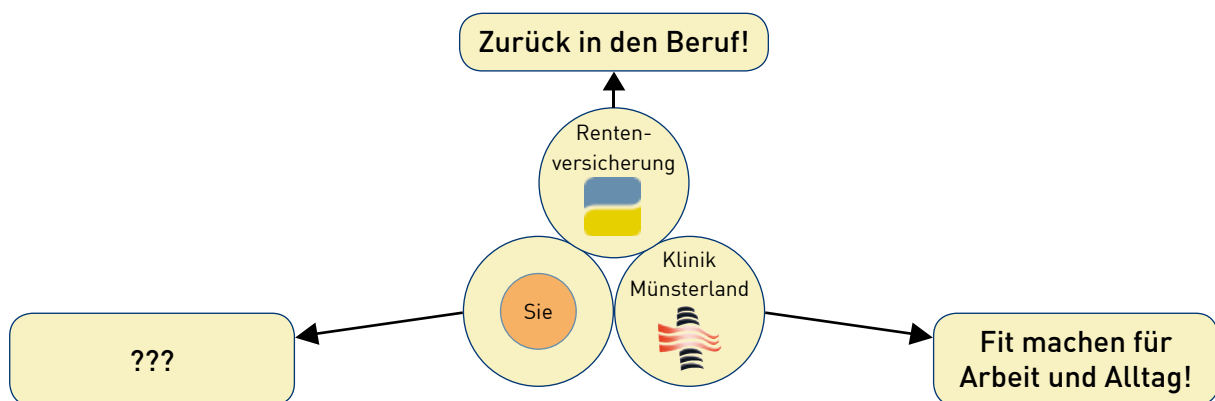 Zurück in den Beruf!
Renten-
versicherung
Klinik
Münsterland
Sie
???
Fit machen für
Arbeit und Alltag!